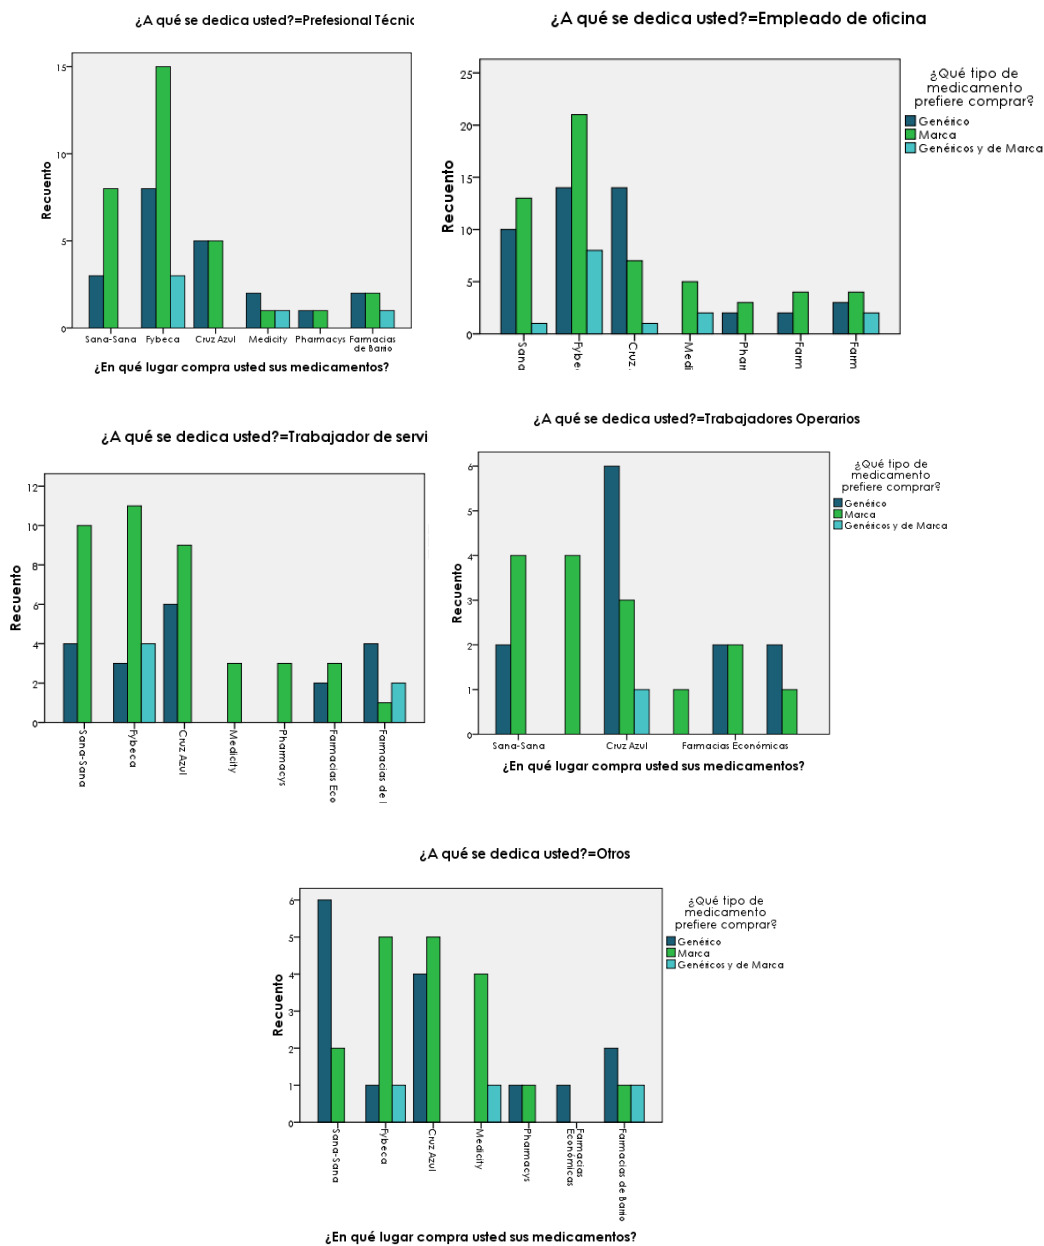 ¿A qué se dedica usted?=Prefesional Técnic
15
10
5
0
Recuento
Sana-Sana
Fybeca
Cruz Azul
Medicity
Pharmacys
Farmacias
de Barrio
¿En qué lugar compra usted sus medicamentos?
¿A qué se dedica usted?=Empleado de oficina
25
20
15
10
5
0
Recuento
Sana
Fybe
Cruz
Medi
Phar
Farm
Farm
¿Qué tipo de
medicamento
prefiere comprar?
Genérico
Marca
Genéricos y de Marca
¿A qué se dedica usted?=Trabajador de servi
12
10
8
6
4
2
0
Recuento
Sana-Sana
Fybeca
Cruz Azul
Medicity
Pharmacys
Farmacias Eco
Farmacias de
¿A qué se dedica usted?=Trabajadores Operarios
6
5
4
3
2
1
0
Recuento
Sana-Sana
Cruz Azul
Farmacias Económicas
¿En qué lugar compra usted sus medicamentos?
¿Qué tipo de
medicamento
prefiere comprar?
Genérico
Marca
Genéricos y de Marca
¿A qué se dedica usted?=Otros
6
5
4
3
2
1
0
Recuento
Sana-Sana
Fybeca
Cruz Azul
Medicity
Pharmacys
Farmacias
Económicas
Farmacias de Barrio
¿En qué lugar compra usted sus medicamentos?
¿Qué tipo de
medicamento
prefiere comprar?
Genérico
Marca
Genéricos y de Marca